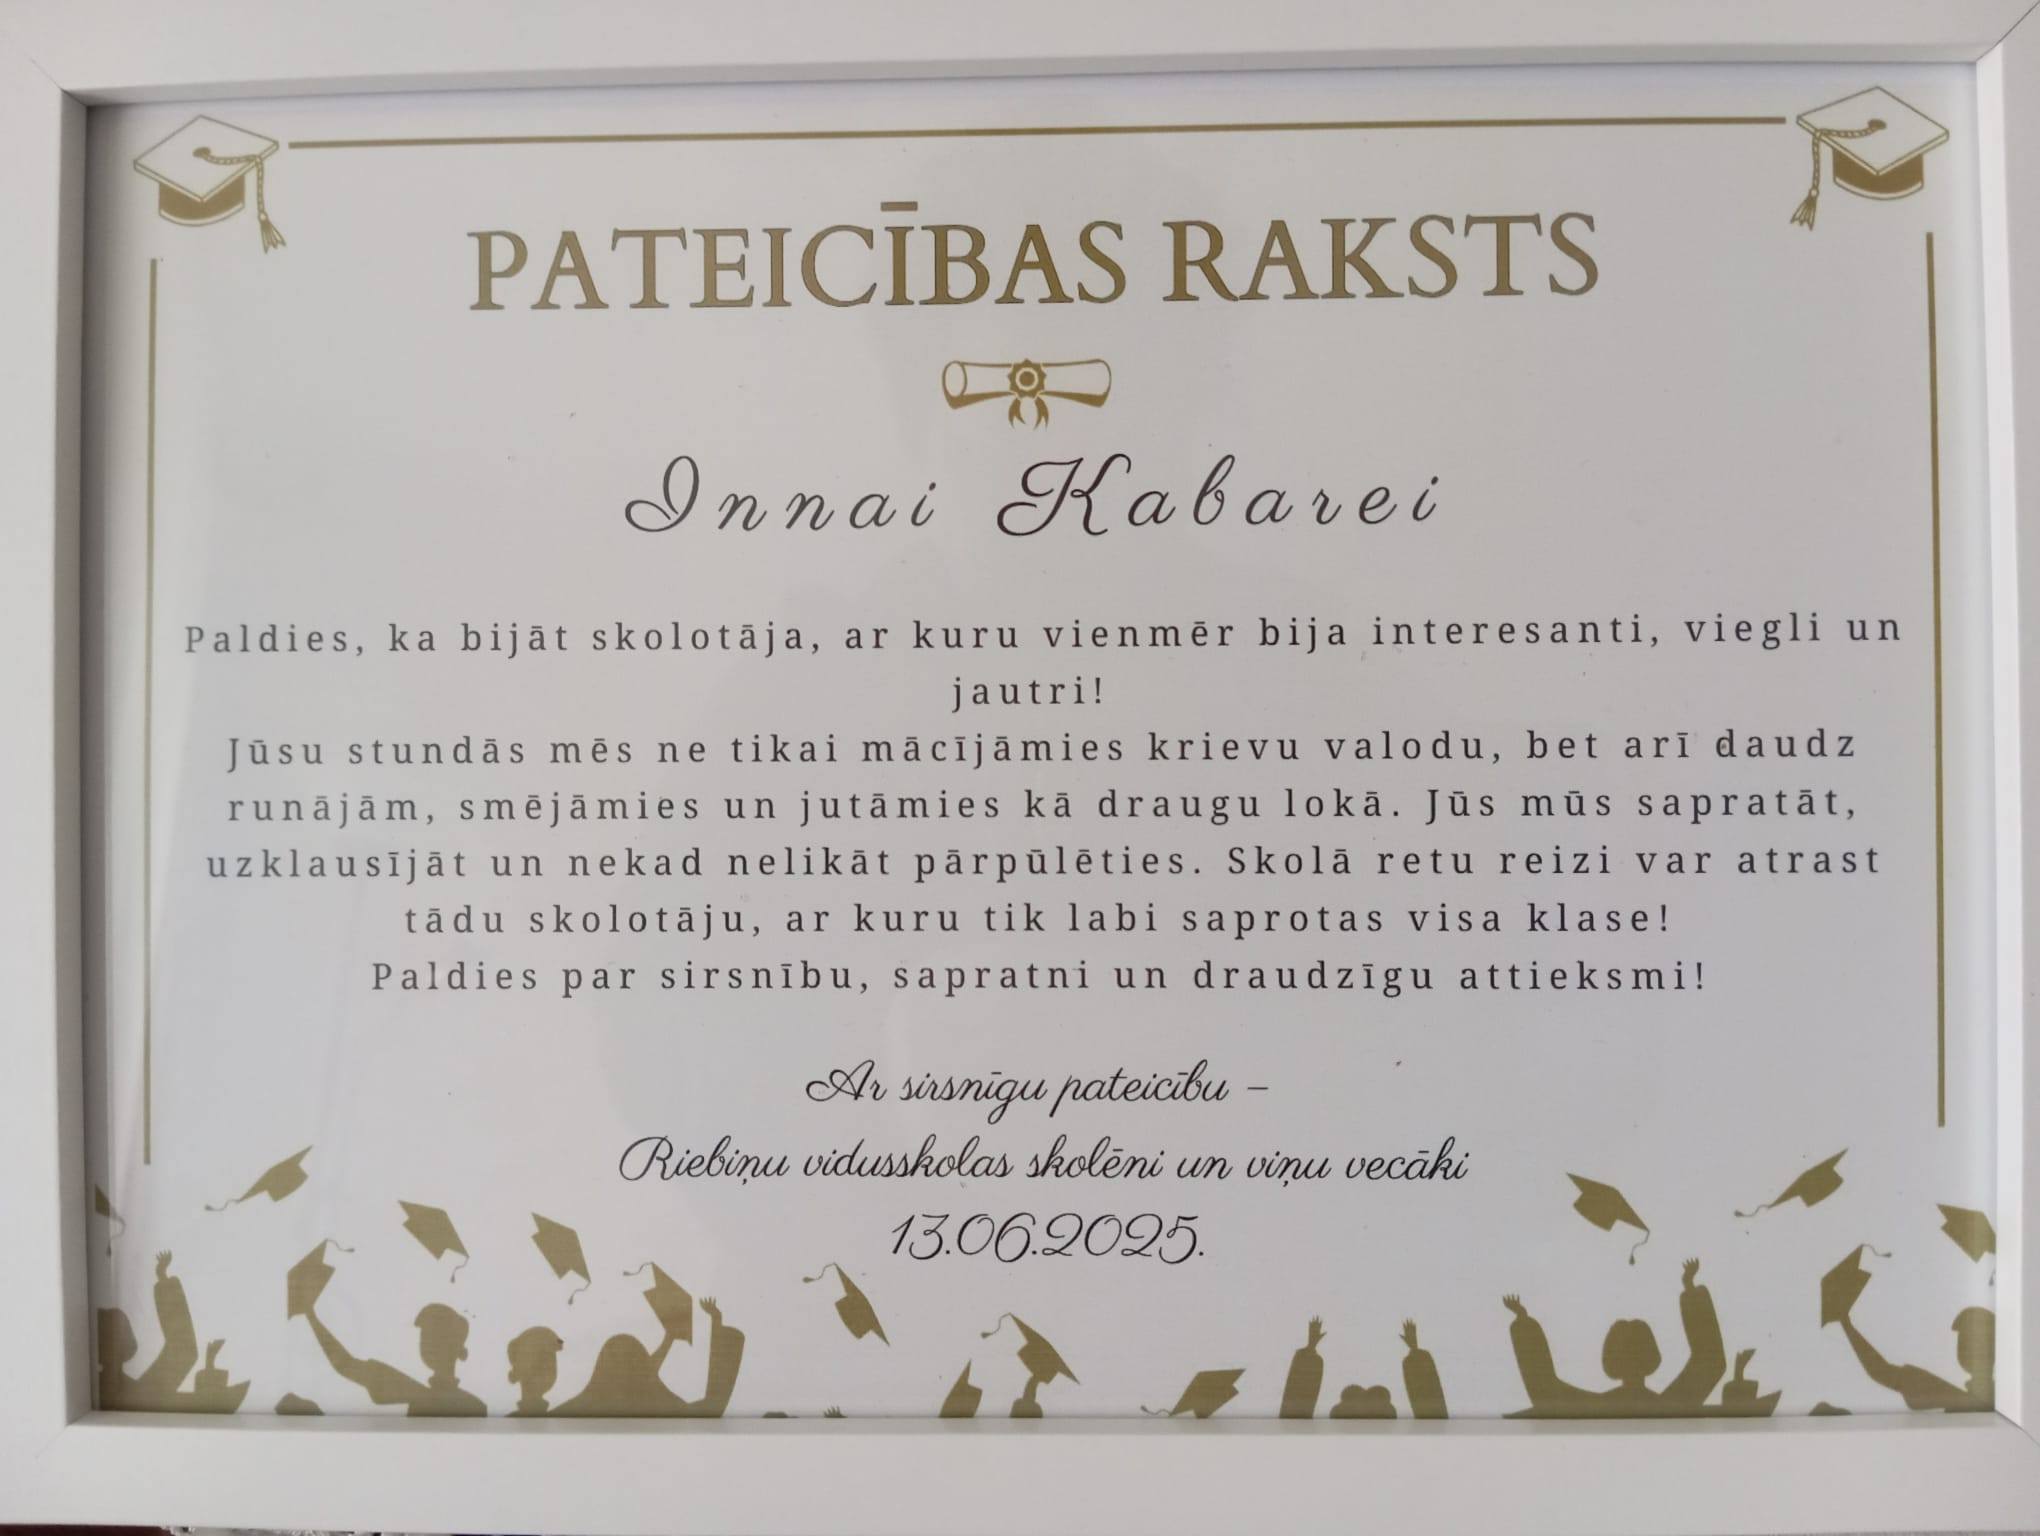 PATEICĪBAS RAKSTS
Innai Kabarei
Paldies, ka bijāt skolotāja, ar kuru vienmēr bija interesanti, viegli un
jautri!
Jūsu stundās mēs ne tikai mācījāmies krievu valodu, bet arī daudz
runājām, smējāmies un jutāmies kā draugu lokā. Jūs mūs sapratāt,
uzklausījāt un nekad nelikāt pārpūlēties. Skolā retu reizi var atrast
tādu skolotāju, ar kuru tik labi saprotas visa klase!
Paldies par sirsnību, sapratni un draudzīgu attieksmi!
Ar sirsnīgu pateicību –
Riebiņu vidusskolas skolēni un viņu vecāki
13.06.2025.